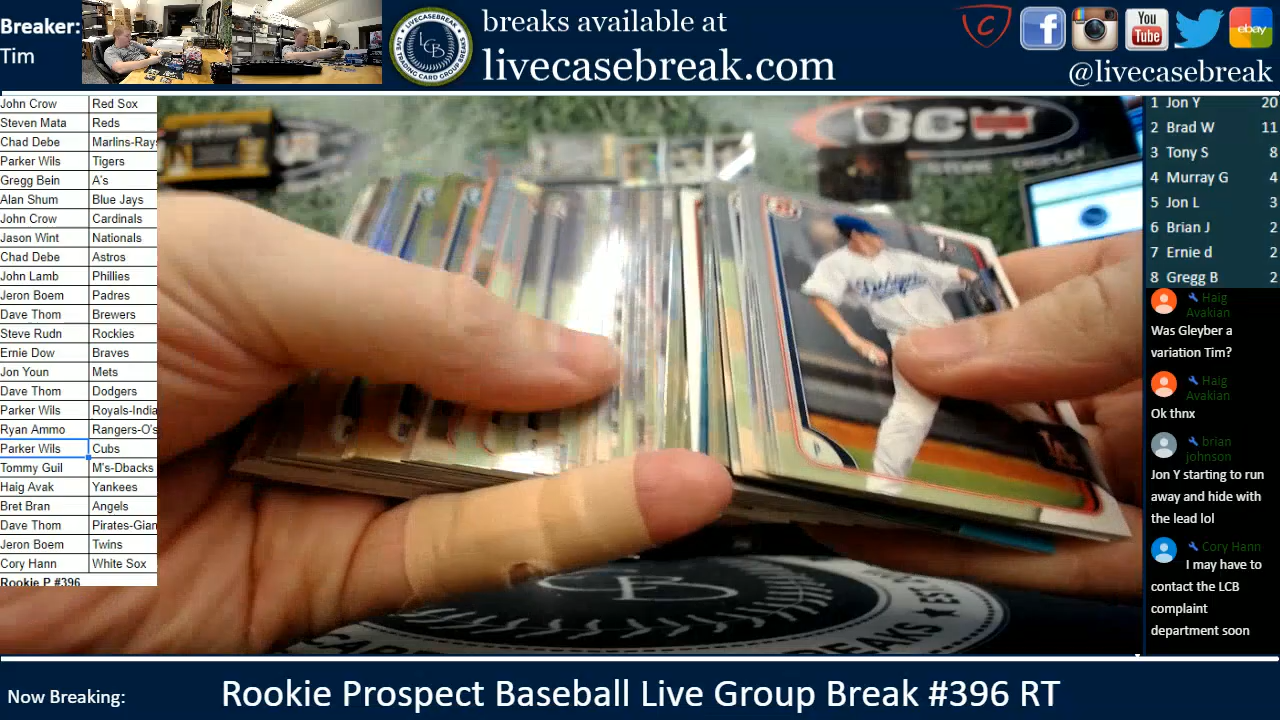 Breaker:
Tim
breaks available at
livecasebreak.com
You
Tube
ebay
@livecasebreak
LCB
John Crow Red Sox
Steven Mata Reds
Chad Debe Marlins-Rays
Parker Wils Tigers
Gregg Bein A's
Alan Shum Blue Jays
John Crow Cardinals
Jason Wint Nationals
Chad Debe Astros
John Lamb Phillies
Jeron Boem Padres
Dave Thom Brewers
Steve Rudn Rockies
Ernie Dow Braves
Jon Youn Mets
Dave Thom Dodgers
Parker Wils Royals-India
Ryan Ammo Rangers-O's
Parker Wils Cubs
Tommy Guil M's-Dbacks
Haig Avak Yankees
Bret Bran Angels
Dave Thom Pirates-Gian
Jeron Boem Twins
Cory Hann White Sox
Rookie P #396
1 Jon Y 20
2 Brad W 11
3 Tony S 8
4 Murray G 4
5 Jon L 3
6 Brian J 2
7 Ernie d 2
8 Gregg B 2
Haig
Avakian
Was Gleyber a
variation Tim?
Haig
Avakian
Ok thnx
brian
johnson
Jon Y starting to run
away and hide with
the lead lol
Cory Hann
I may have to
contact the LCB
complaint
department soon
Now Breaking:
Rookie Prospect Baseball Live Group Break #396 RT